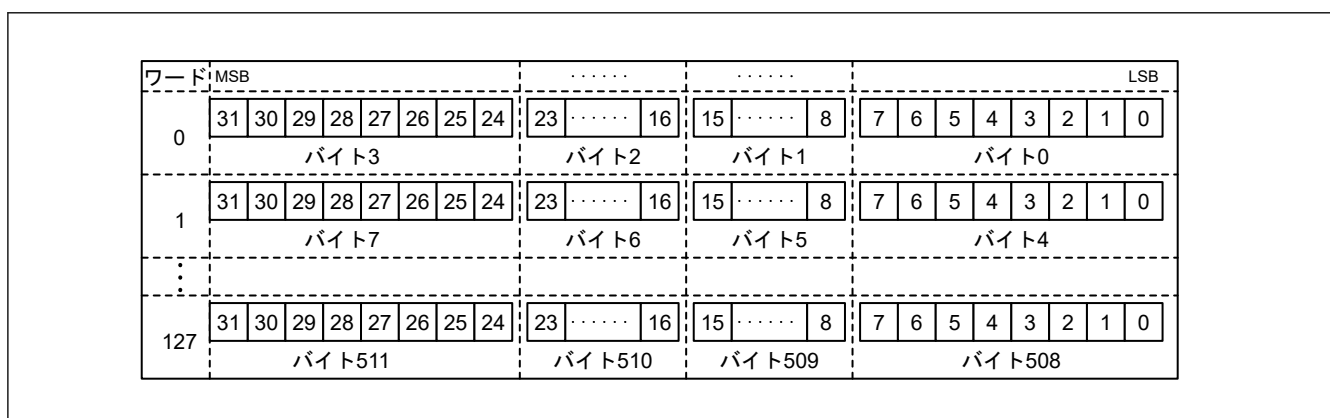 ワード MSB ······ ······ LSB
0 31 30 29 28 27 26 25 24 23 ······ 16 15 ······ 8 7 6 5 4 3 2 1 0
バイト3 バイト2 バイト1 バイト0
1 31 30 29 28 27 26 25 24 23 ······ 16 15 ······ 8 7 6 5 4 3 2 1 0
バイト7 バイト6 バイト5 バイト4
⋮
127 31 30 29 28 27 26 25 24 23 ······ 16 15 ······ 8 7 6 5 4 3 2 1 0
バイト511 バイト510 バイト509 バイト508